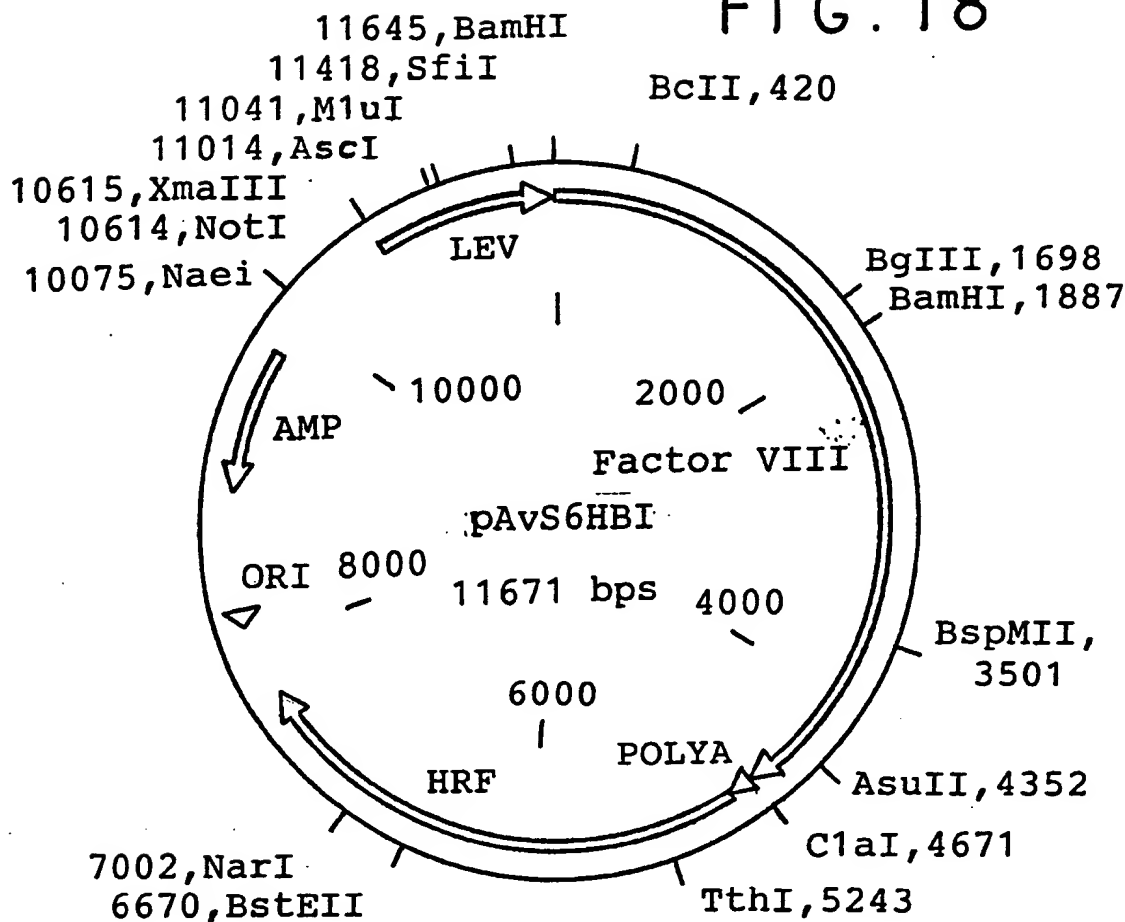 FIG. 18
11645,BamHI
11418,SfiI
11041,M1uI
11014,AscI
10615,XmaIII
10614,NotI
10075,Naei
BcII,420
LEV
BgIII,1698
BamHI,1887
10000
2000
AMP
Factor VIII
pAvS6HBI
ORI
8000
11671 bps
4000
BspMII,
3501
6000
POLYA
HRF
AsuII,4352
C1aI,4671
7002,NarI
6670,BstEII
TthI,5243